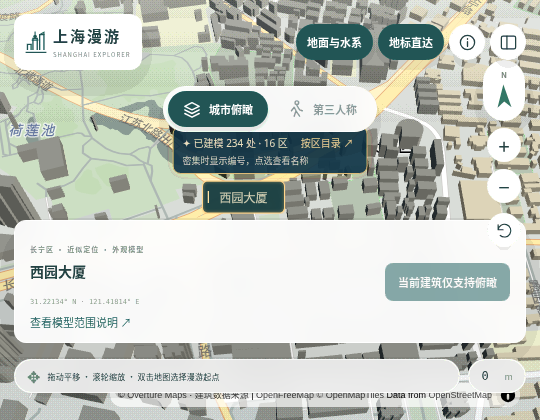 上海漫游
SHANGHAI EXPLORER
地面与水系
地标直达
N
城市俯瞰
第三人称
荷莲池
江苏北路
✦ 已建模 234 处 · 16 区 按区目录 ↗
密集时显示编号，点选查看名称
西园大厦
长宁区 · 近似定位 · 外观模型
西园大厦
31.22134° N · 121.41814° E
查看模型范围说明 ↗
当前建筑仅支持俯瞰
拖动平移 · 滚轮缩放 · 双击地图选择漫游起点
0 m
© Overture Maps · 建筑数据来源 | OpenFreeMap © OpenMapTiles Data from OpenStreetMap